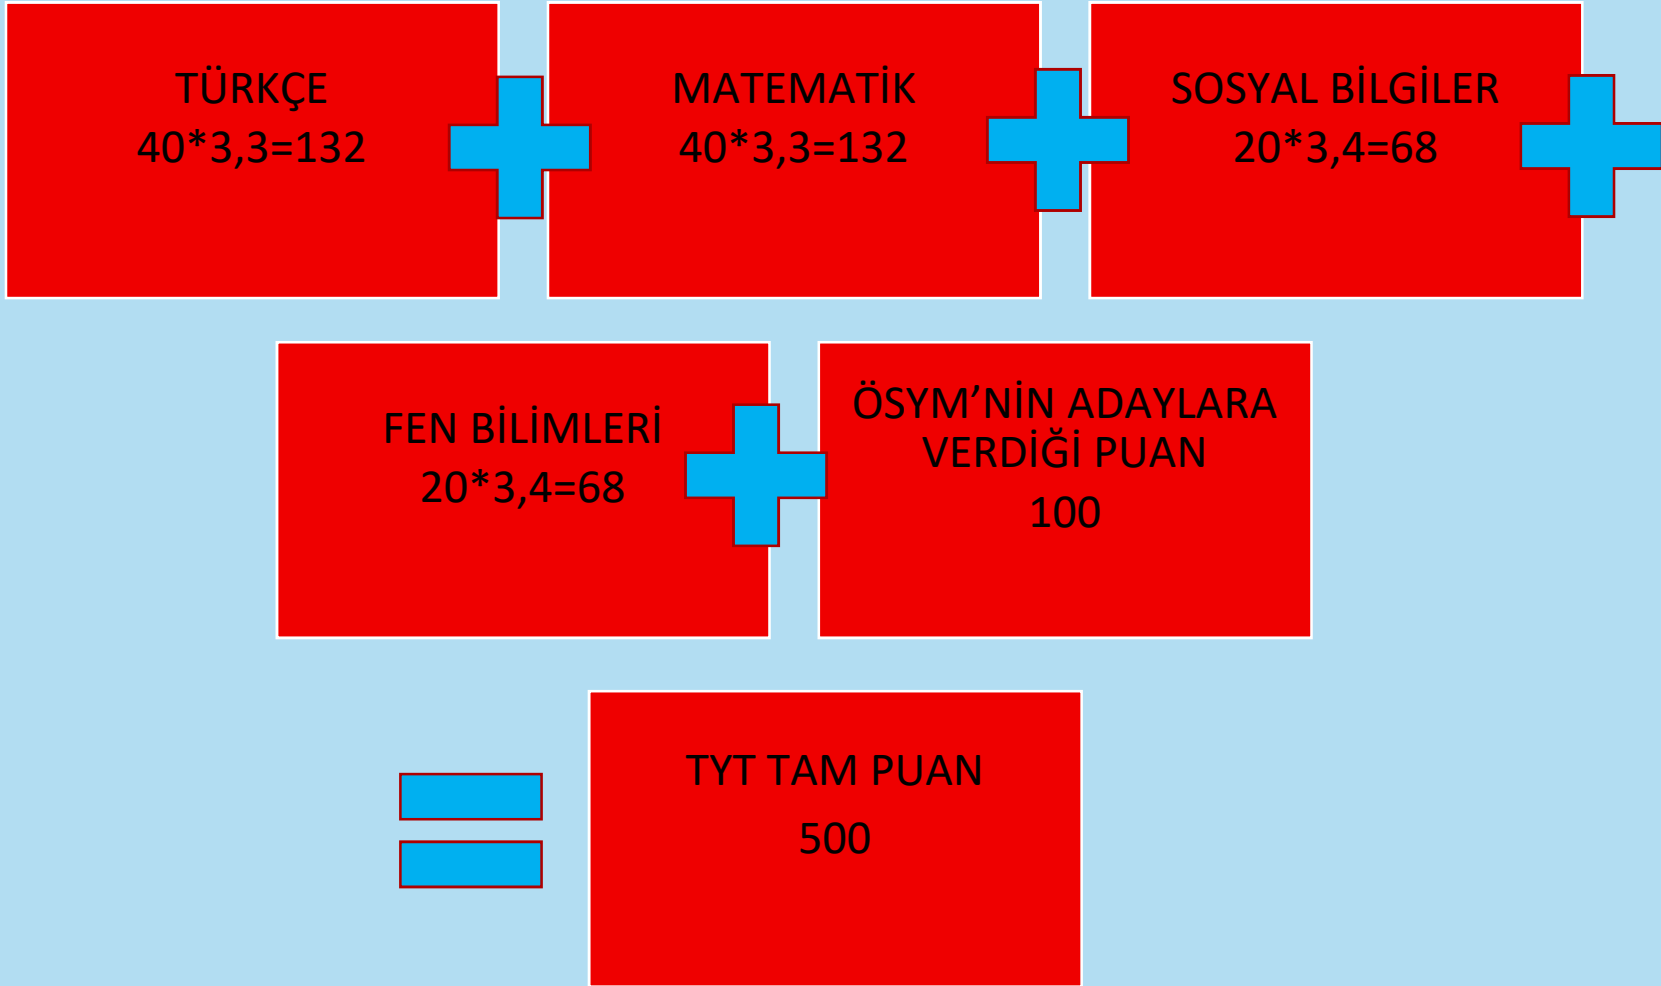 TÜRKÇE
40*3,3=132
MATEMATİK
40*3,3=132
SOSYAL BİLGİLER
20*3,4=68
FEN BİLİMLERİ
20*3,4=68
ÖSYM’NİN ADAYLARA
VERDİĞİ PUAN
100
TYT TAM PUAN
500